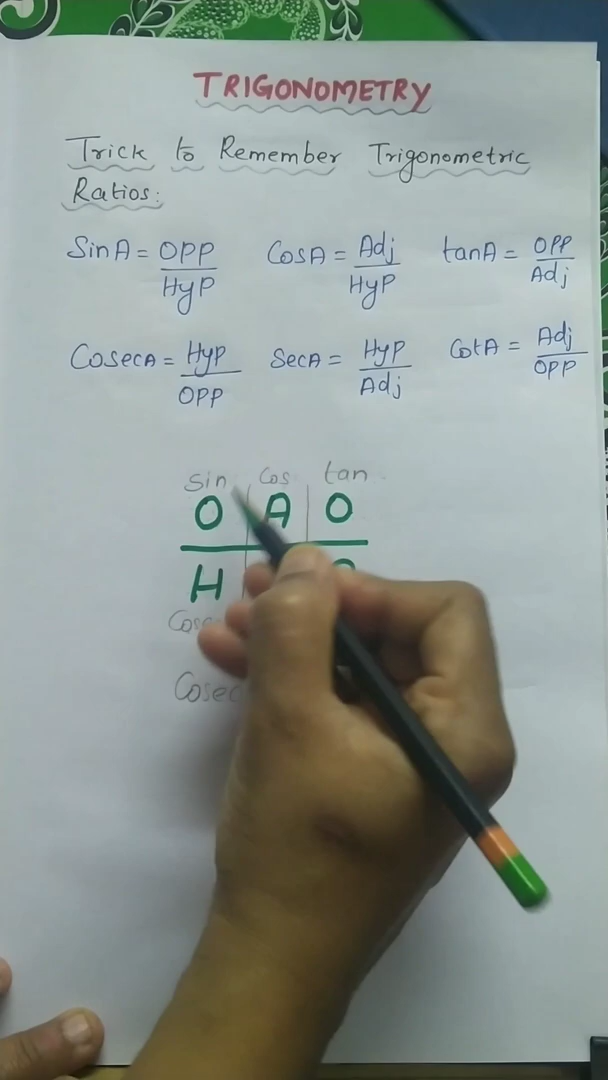 TRIGONOMETRY
Trick to Remember Trigonometric
Ratios:
SinA = OPP/HyP CosA = Adj/HyP tanA = OPP/Adj
CosecA = Hyp/OPP SecA = Hyp/Adj CotA = Adj/OPP
Sin Cos tan
O A O
H
Cosec